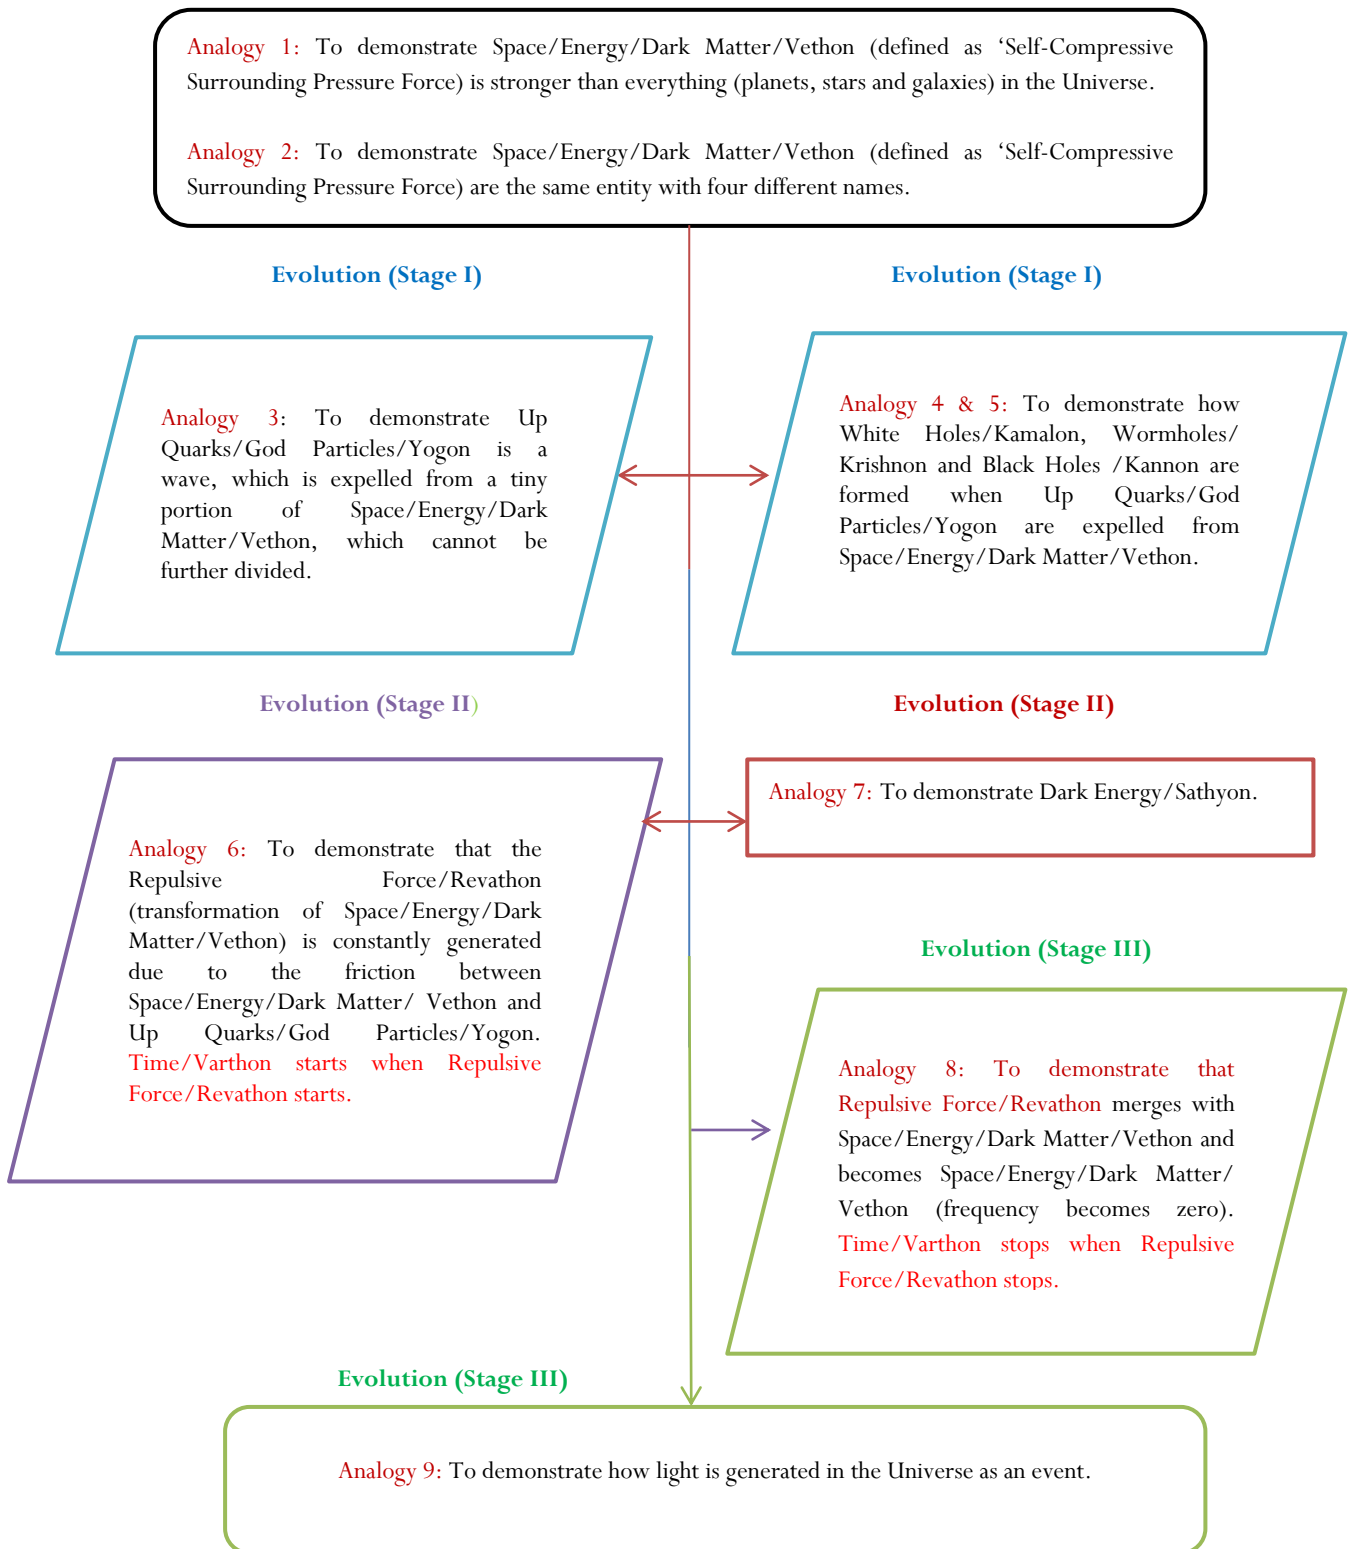 Analogy 1: To demonstrate Space/Energy/Dark Matter/Vethon (defined as ‘Self-Compressive
Surrounding Pressure Force) is stronger than everything (planets, stars and galaxies) in the Universe.
Analogy 2: To demonstrate Space/Energy/Dark Matter/Vethon (defined as ‘Self-Compressive
Surrounding Pressure Force) are the same entity with four different names.
Evolution (Stage I)
Evolution (Stage I)
Analogy 3: To demonstrate Up
Quarks/God Particles/Yogon is a
wave, which is expelled from a tiny
portion of Space/Energy/Dark
Matter/Vethon, which cannot be
further divided.
Analogy 4 & 5: To demonstrate how
White Holes/Kamalon, Wormholes/
Krishnon and Black Holes /Kannon are
formed when Up Quarks/God
Particles/Yogon are expelled from
Space/Energy/Dark Matter/Vethon.
Evolution (Stage II)
Evolution (Stage II)
Analogy 6: To demonstrate that the
Repulsive Force/Revathon
(transformation of Space/Energy/Dark
Matter/Vethon) is constantly generated
due to the friction between
Space/Energy/Dark Matter/ Vethon and
Up Quarks/God Particles/Yogon.
Time/Varthon starts when Repulsive
Force/Revathon starts.
Analogy 7: To demonstrate Dark Energy/Sathyon.
Evolution (Stage III)
Analogy 8: To demonstrate that
Repulsive Force/Revathon merges with
Space/Energy/Dark Matter/Vethon and
becomes Space/Energy/Dark Matter/
Vethon (frequency becomes zero).
Time/Varthon stops when Repulsive
Force/Revathon stops.
Evolution (Stage III)
Analogy 9: To demonstrate how light is generated in the Universe as an event.